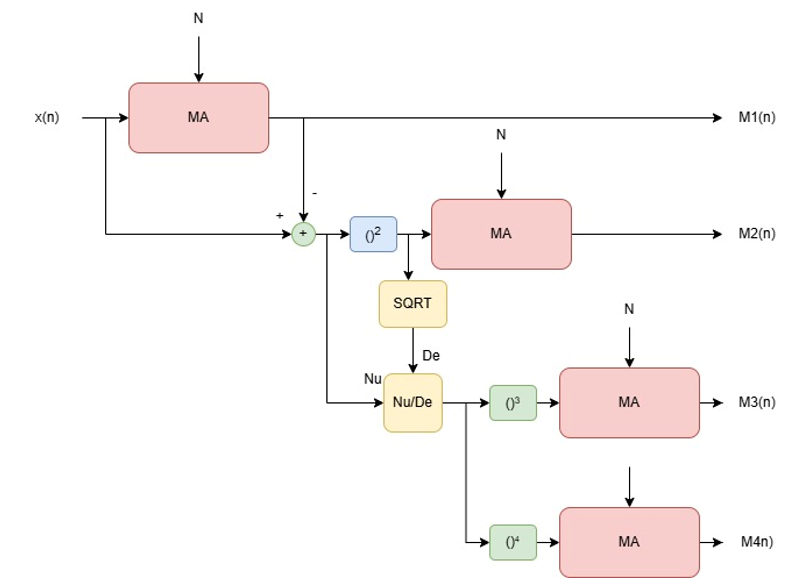 N
x(n)
MA
M1(n)
N
-
+
+
()²
MA
M2(n)
SQRT
N
De
Nu
Nu/De
()³
MA
M3(n)
()⁴
MA
M4n)